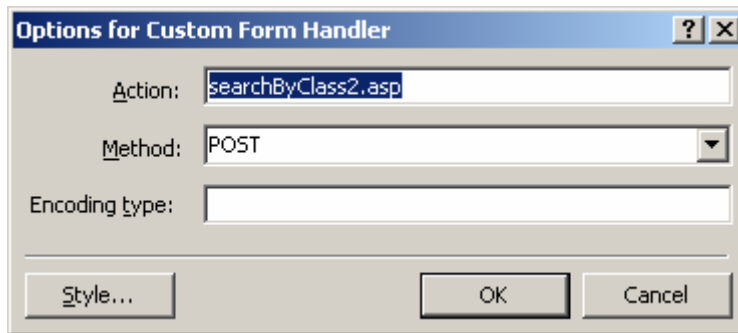 Options for Custom Form Handler
Action: searchByClass2.asp
Method: POST
Encoding type:
Style... OK Cancel